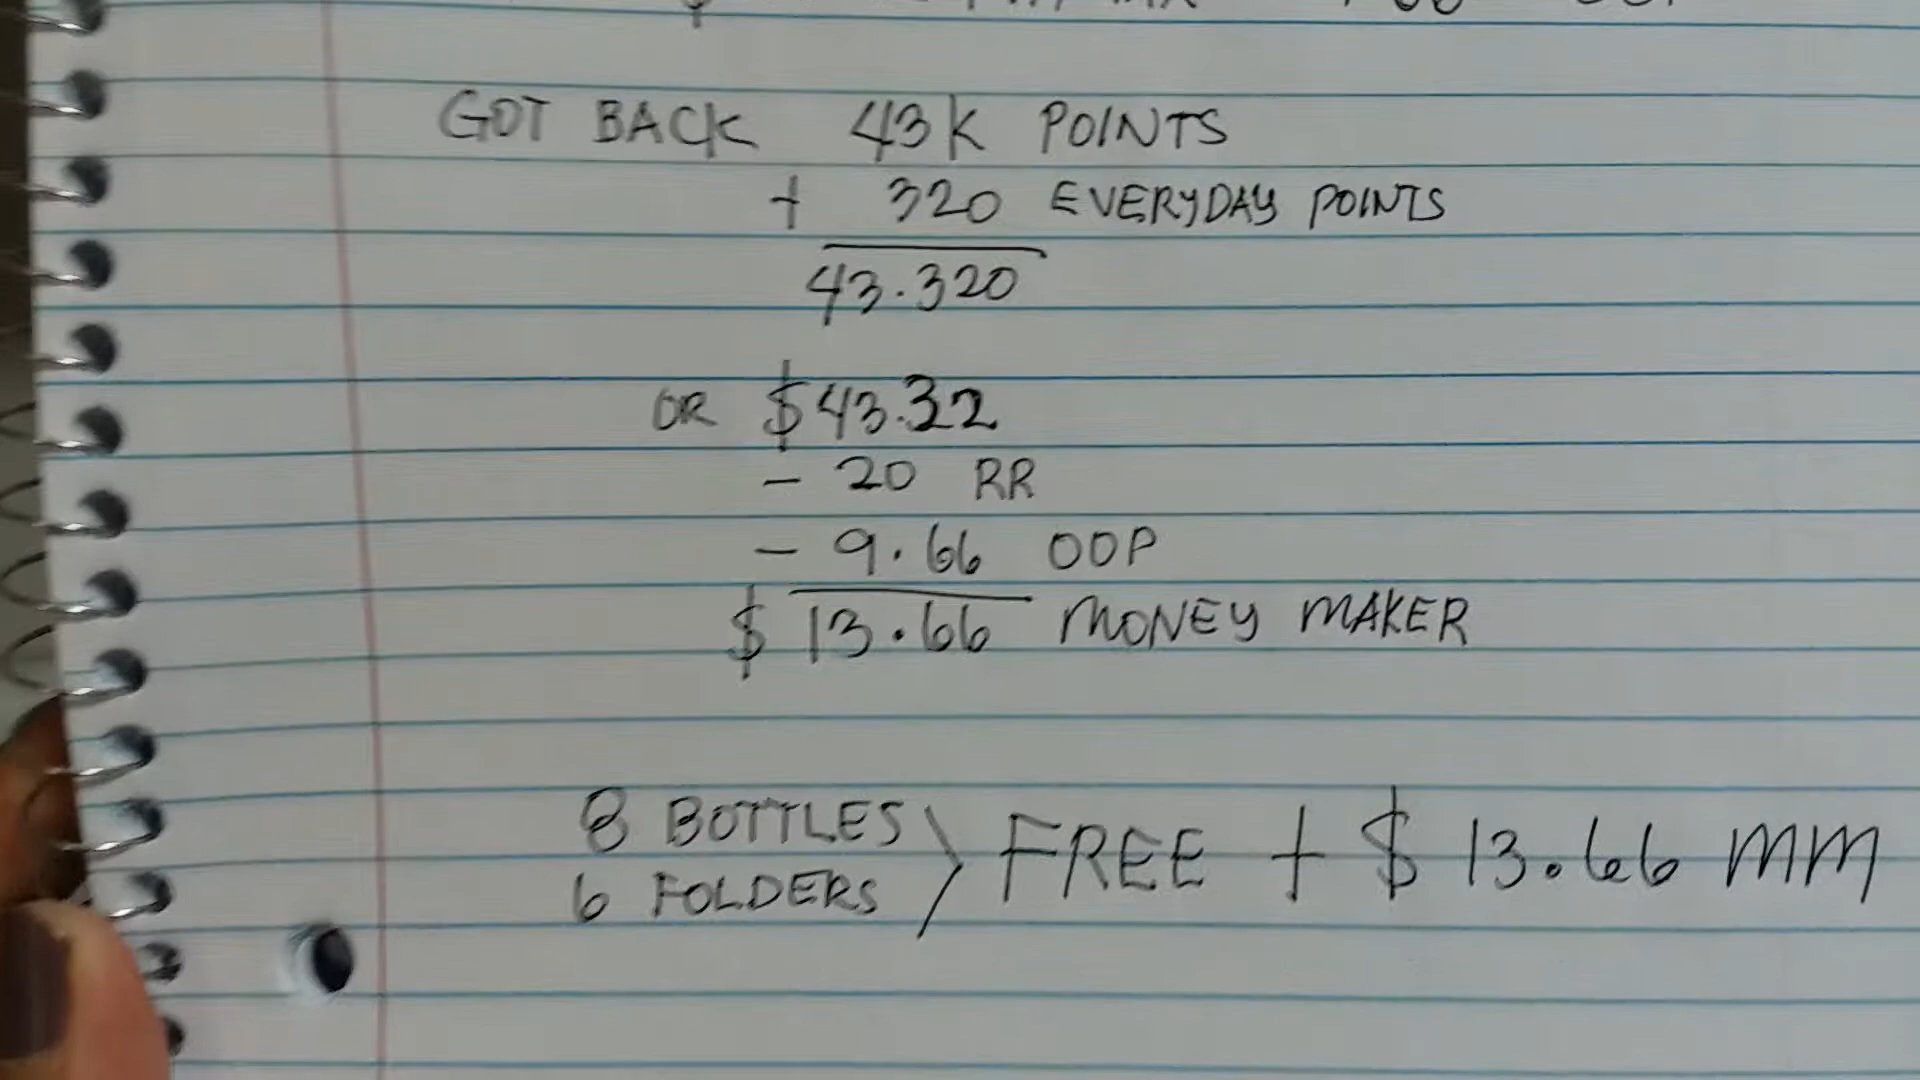 GOT BACK 43K POINTS
+ 320 EVERYDAY POINTS
43.320
OR $43.32
- 20 RR
- 9.66 OOP
$ 13.66 MONEY MAKER
8 BOTTLES
6 FOLDERS
FREE + $ 13.66 MM